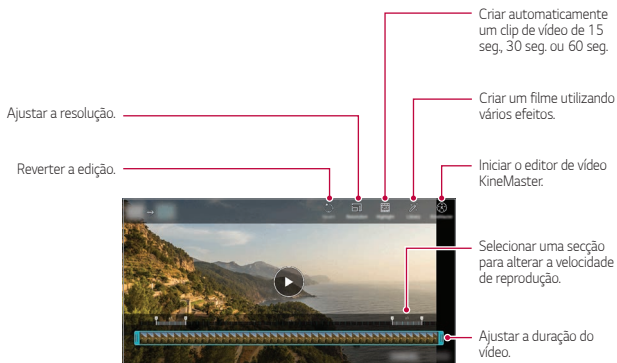 Criar automaticamente
um clip de vídeo de 15
seg., 30 seg. ou 60 seg.
Criar um filme utilizando
vários efeitos.
Ajustar a resolução.
Reverter a edição.
Iniciar o editor de vídeo
KineMaster.
Selecionar uma secção
para alterar a velocidade
de reprodução.
Ajustar a duração do
vídeo.